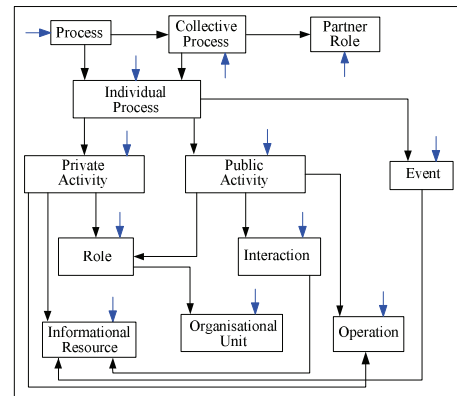 Process
Collective
Process
Partner
Role
Individual
Process
Private
Activity
Public
Activity
Event
Role
Interaction
Informational
Resource
Organisational
Unit
Operation